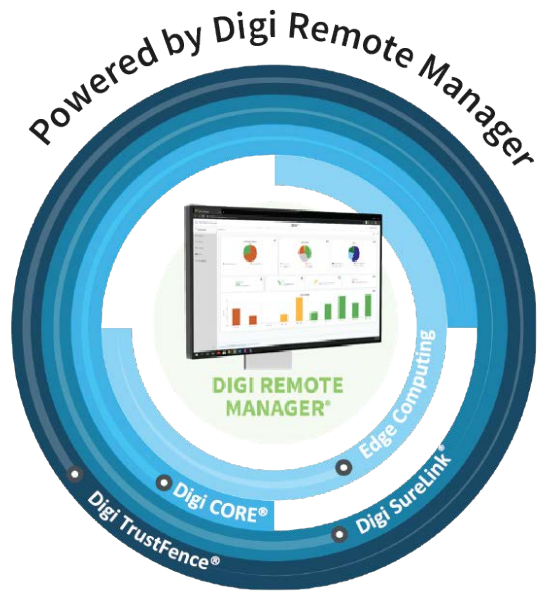 Powered by Digi Remote Manager
DIGI REMOTE
MANAGER®
Edge Computing
Digi SureLink®
Digi CORE®
Digi TrustFence®